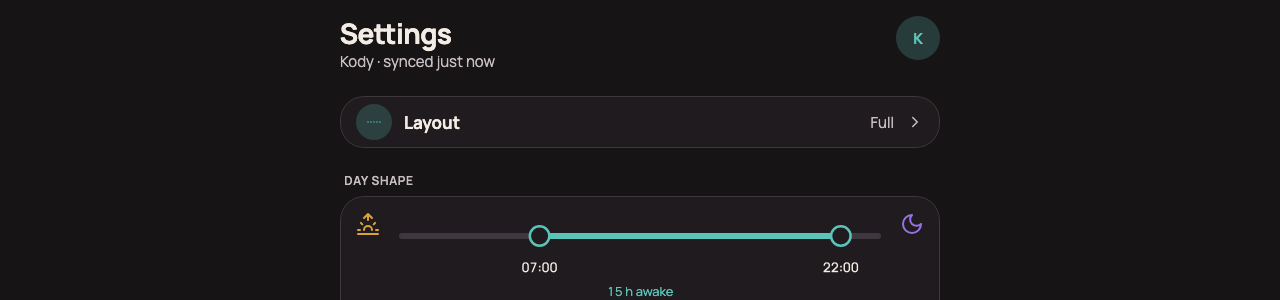 Settings
K
Kody · synced just now
Layout
Full
DAY SHAPE
07:00
22:00
15 h awake